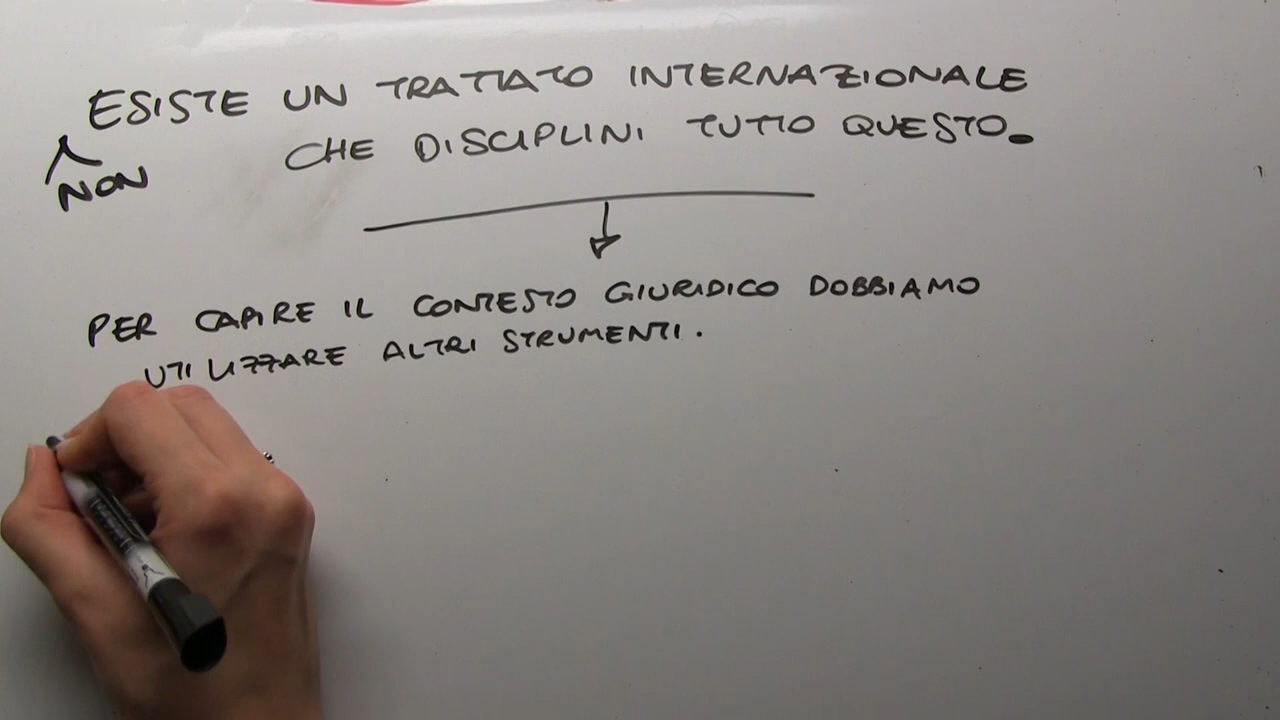 ESISTE UN TRATTATO INTERNAZIONALE
NON CHE DISCIPLINI TUTTO QUESTO.
PER CAPIRE IL CONTESTO GIURIDICO DOBBIAMO
UTILIZZARE ALTRI STRUMENTI.